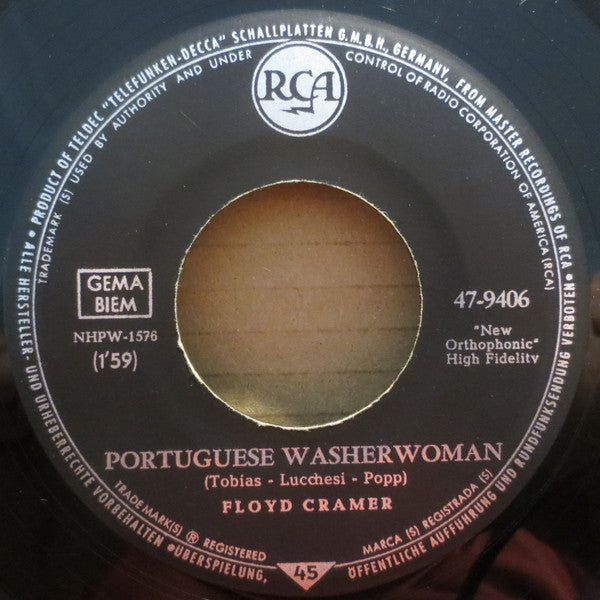 • PRODUCT OF TELDEC "TELEFUNKEN-DECCA" SCHALLPLATTEN G.M.B.H., GERMANY, FROM MASTER RECORDINGS OF RCA •
TRADEMARK (S) USED BY AUTHORITY AND UNDER CONTROL OF RADIO CORPORATION OF AMERICA (RCA)
RCA
GEMA
BIEM
47-9406
NHPW-1576
(1'59)
"New
Orthophonic"
High Fidelity
PORTUGUESE WASHERWOMAN
(Tobias - Lucchesi - Popp)
FLOYD CRAMER
TRADE MARK(S) ® REGISTERED
MARCA (S) REGISTRADA (S)
45
ALLE HERSTELLER- UND URHEBERRECHTE VORBEHALTEN • ÜBERSPIELUNG, ÖFFENTLICHE AUFFÜHRUNG UND RUNDFUNKSENDUNG VERBOTEN •